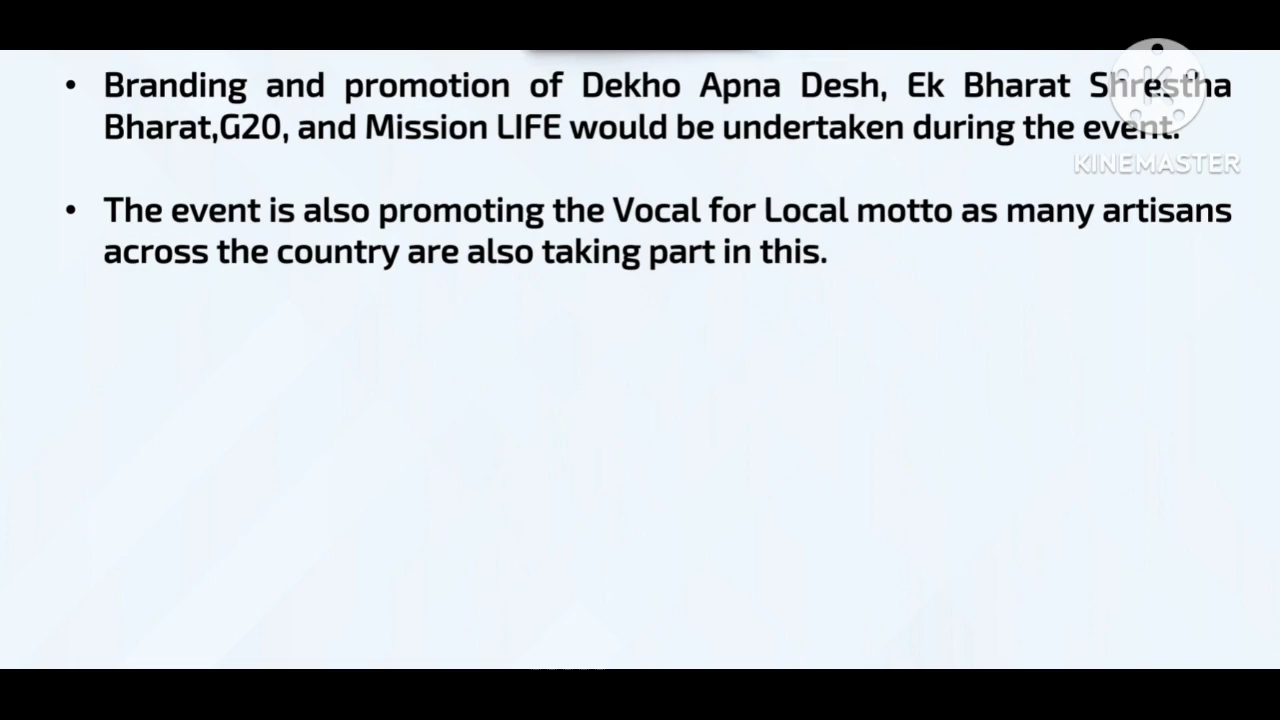 • Branding and promotion of Dekho Apna Desh, Ek Bharat Shrestha
Bharat,G20, and Mission LIFE would be undertaken during the event.
KINEMASTER
• The event is also promoting the Vocal for Local motto as many artisans
across the country are also taking part in this.